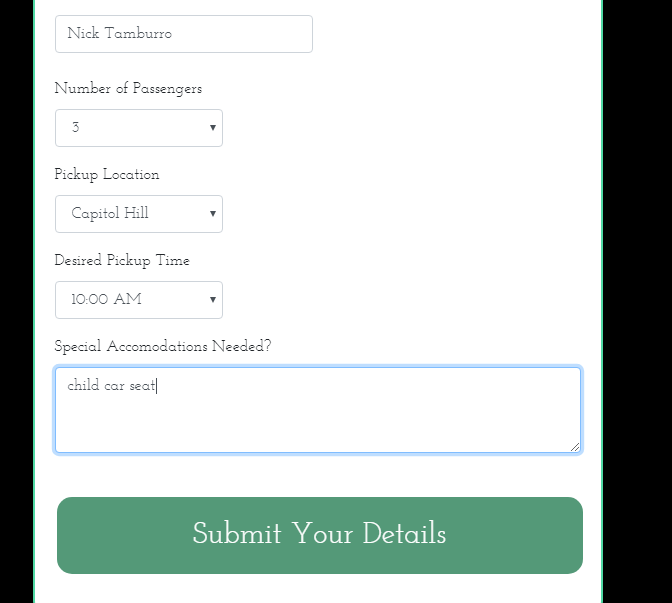 Nick Tamburro
Number of Passengers
3
Pickup Location
Capitol Hill
Desired Pickup Time
10:00 AM
Special Accomodations Needed?
child car seat
Submit Your Details